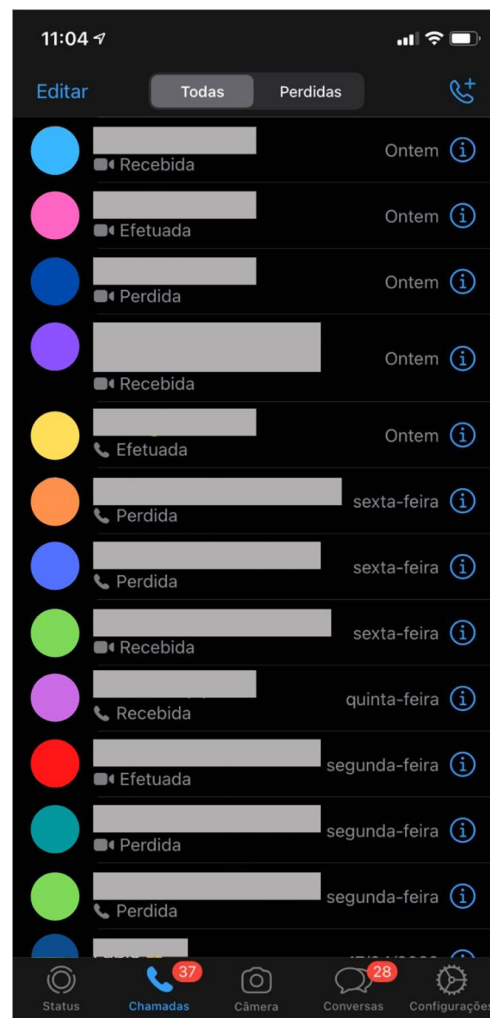 11:04
Editar Todas Perdidas
Ontem
Recebida
Ontem
Efetuada
Ontem
Perdida
Ontem
Recebida
Ontem
Efetuada
sexta-feira
Perdida
sexta-feira
Perdida
sexta-feira
Recebida
quinta-feira
Recebida
segunda-feira
Efetuada
segunda-feira
Perdida
segunda-feira
Perdida
37 28
Status Chamadas Câmera Conversas Configurações